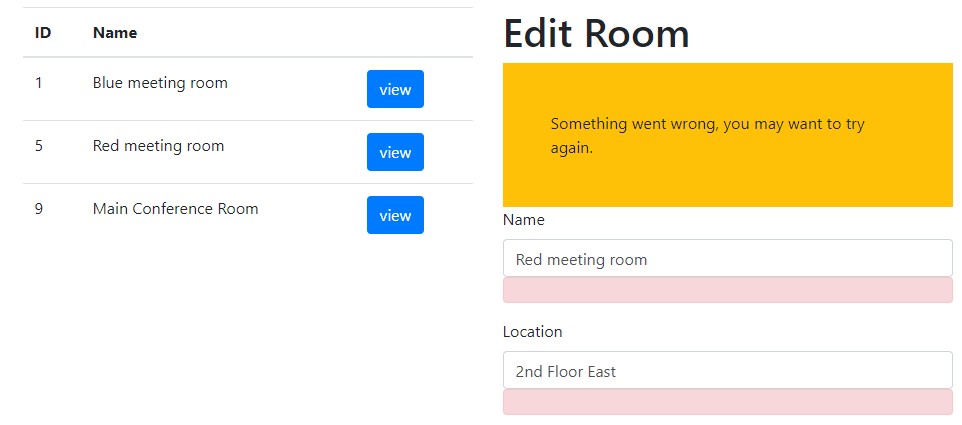 ID Name
1 Blue meeting room view
5 Red meeting room view
9 Main Conference Room view
Edit Room
Something went wrong, you may want to try
again.
Name
Red meeting room
Location
2nd Floor East